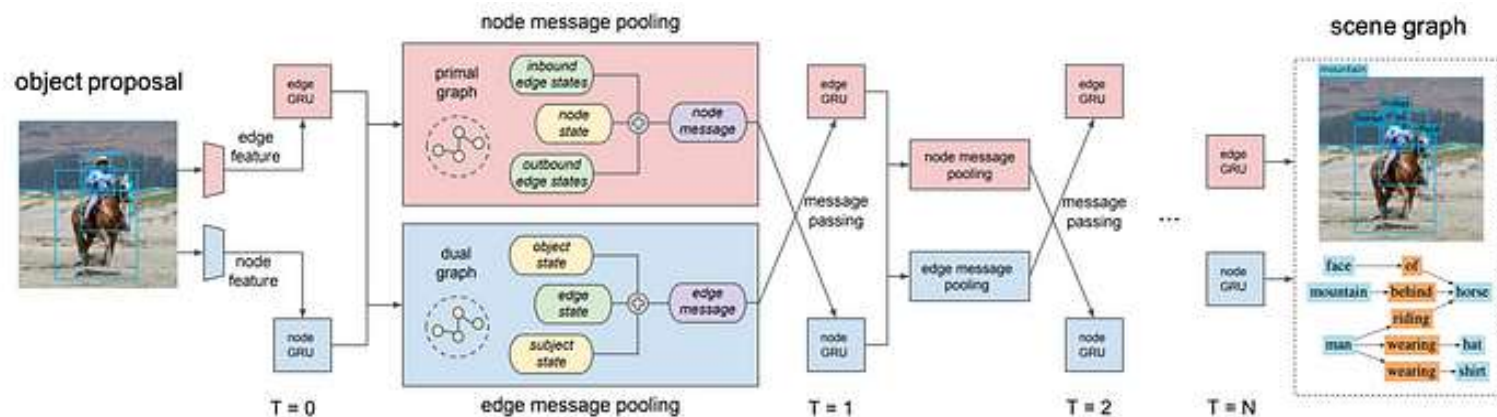 node message pooling
scene graph
object proposal
edge
feature
node
feature
edge
GRU
node
GRU
primal
graph
inbound
edge states
node
state
outbound
edge states
node
message
dual
graph
object
state
edge
state
subject
state
edge
message
edge message pooling
T = 0
edge
GRU
message
passing
node
GRU
T = 1
node message
pooling
edge message
pooling
edge
GRU
message
passing
node
GRU
T = 2
...
edge
GRU
node
GRU
T = N
mountain
face of
mountain behind horse
riding
man wearing hat
wearing shirt